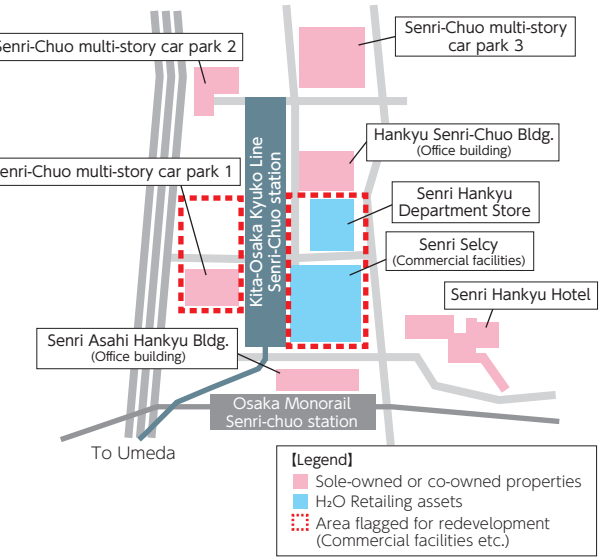 Senri-Chuo multi-story car park 2
Senri-Chuo multi-story
car park 3
Hankyu Senri-Chuo Bldg.
(Office building)
Senri-Chuo multi-story car park 1
Senri Hankyu
Department Store
Kita-Osaka Kyuko Line
Senri-Chuo station
Senri Selcy
(Commercial facilities)
Senri Hankyu Hotel
Senri Asahi Hankyu Bldg.
(Office building)
Osaka Monorail
Senri-chuo station
To Umeda
【Legend】
Sole-owned or co-owned properties
H₂O Retailing assets
Area flagged for redevelopment
(Commercial facilities etc.)